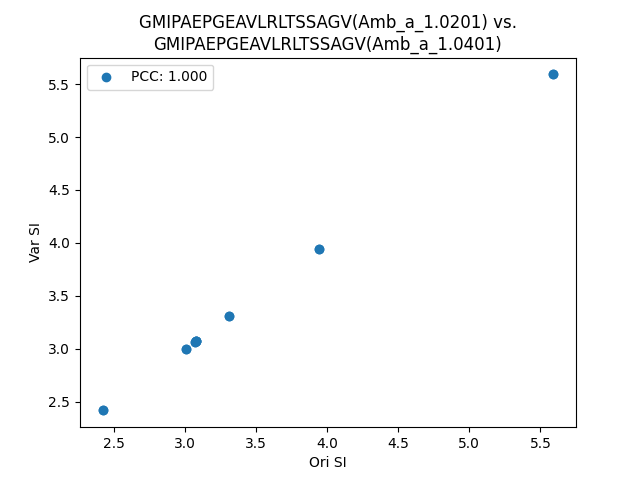 GMIPAEPGEAVLRLTSSAGV(Amb_a_1.0201) vs.
GMIPAEPGEAVLRLTSSAGV(Amb_a_1.0401)
PCC: 1.000
5.5
5.0
4.5
4.0
3.5
3.0
2.5
Var SI
2.5 3.0 3.5 4.0 4.5 5.0 5.5
Ori SI